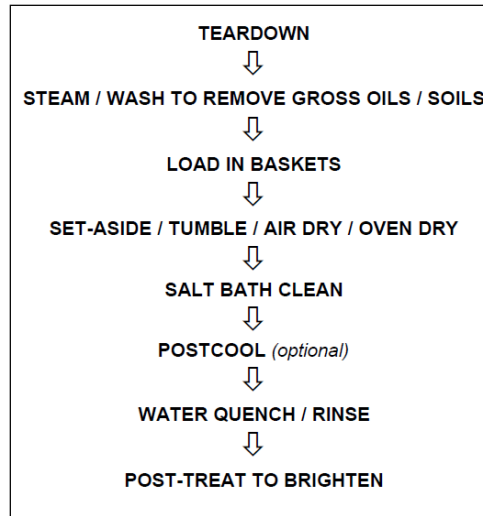 TEARDOWN
STEAM / WASH TO REMOVE GROSS OILS / SOILS
LOAD IN BASKETS
SET-ASIDE / TUMBLE / AIR DRY / OVEN DRY
SALT BATH CLEAN
POSTCOOL (optional)
WATER QUENCH / RINSE
POST-TREAT TO BRIGHTEN